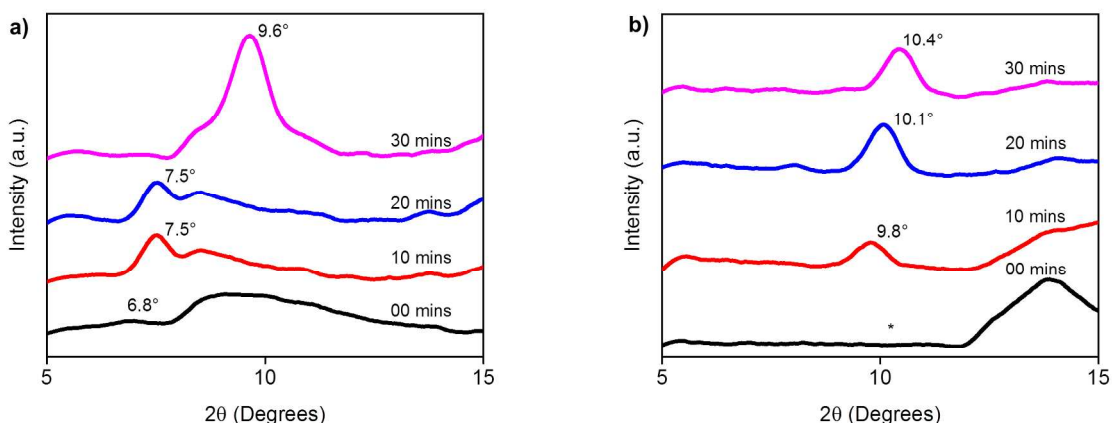 a)
9.6°
30 mins
7.5°
20 mins
7.5°
10 mins
6.8°
00 mins
Intensity (a.u.)
5
10
15
2θ (Degrees)
b)
10.4°
30 mins
10.1°
20 mins
9.8°
10 mins
00 mins
*
Intensity (a.u.)
5
10
15
2θ (Degrees)